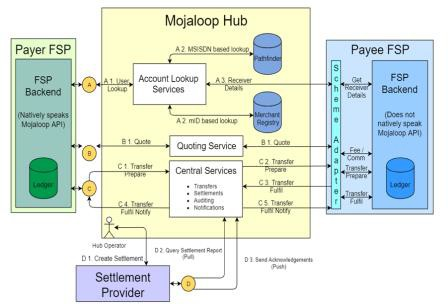 Mojaloop Hub
Payer FSP
Payee FSP
FSP
Backend
(Natively speaks
Mojaloop API)
Ledger
A
B
C
A 1. User
Lookup
Account Lookup
Services
A 2. MSISDN based lookup
Pathfinder
A 3. Receiver
Details
A 2. mID based lookup
Merchant
Registry
B 1. Quote
Quoting Service
B 1. Quote
C 1. Transfer
Prepare
Central Services
Transfers
Settlements
Auditing
Notifications
C 2. Transfer
Prepare
C 3. Transfer
Fulfil
C 4. Transfer
Fulfil Notify
C 5. Transfer
Fulfil Notify
Scheme Adapter
Get
Receiver
Details
Fee /
Comm
Transfer
Prepare
Transfer
Fulfil
FSP
Backend
(Does not
natively speak
Mojaloop API)
Ledger
Hub Operator
D 1. Create Settlement
D 2. Query Settlement Report
(Pull)
D 3. Send Acknowledgements
(Push)
Settlement
Provider
D